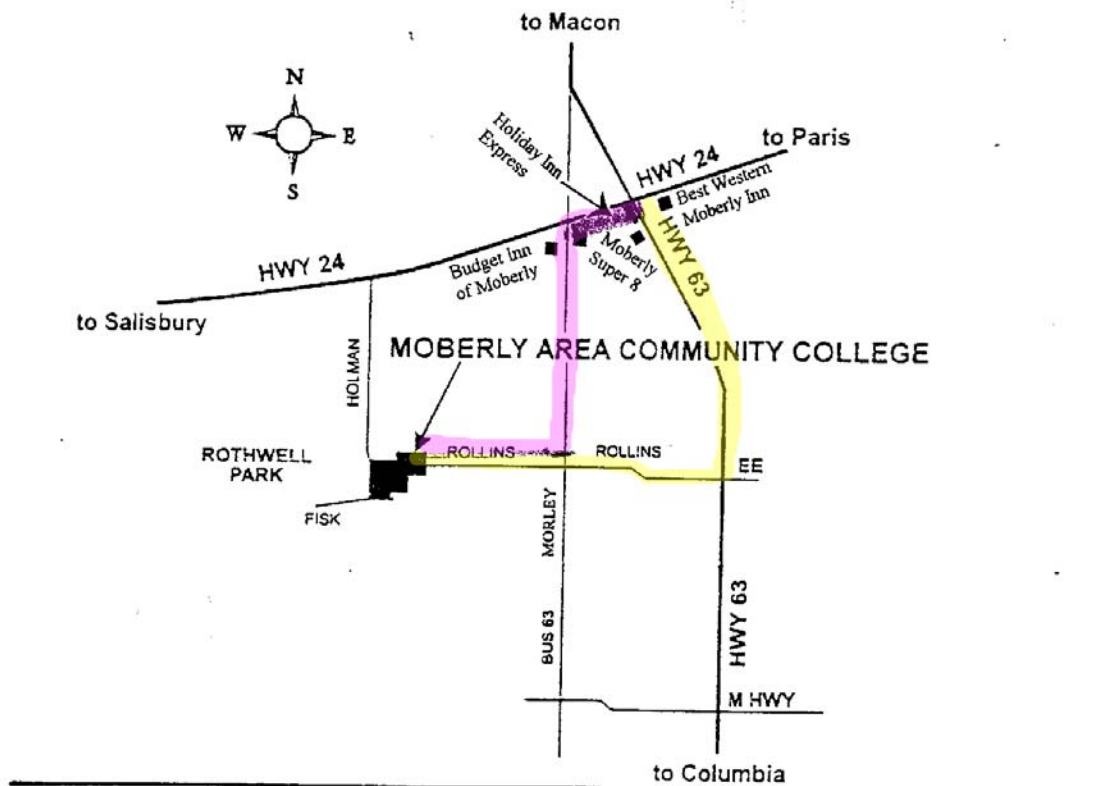 to Macon
N
W
E
S
Holiday Inn
Express
to Paris
HWY 24
Best Western
Moberly Inn
HWY 63
Moberly
Super 8
Budget Inn
of Moberly
HWY 24
to Salisbury
MOBERLY AREA COMMUNITY COLLEGE
HOLMAN
ROTHWELL
PARK
ROLLINS
ROLLINS
EE
FISK
MORLEY
BUS 63
HWY 63
M HWY
to Columbia